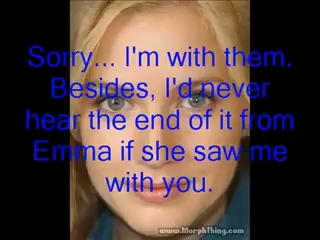 Sorry... I'm with them.
Besides, I'd never
hear the end of it from
Emma if she saw me
with you.
www.MorphThing.com